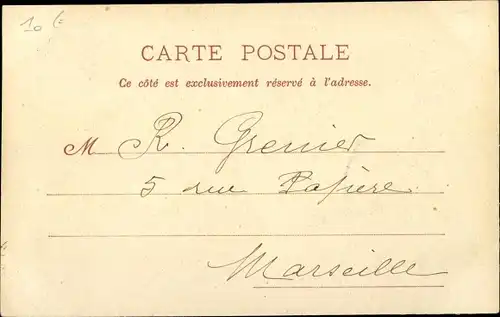 10 €
CARTE POSTALE
Ce côté est exclusivement réservé à l'adresse.
M R. Grenier
5 rue Papère
Marseille